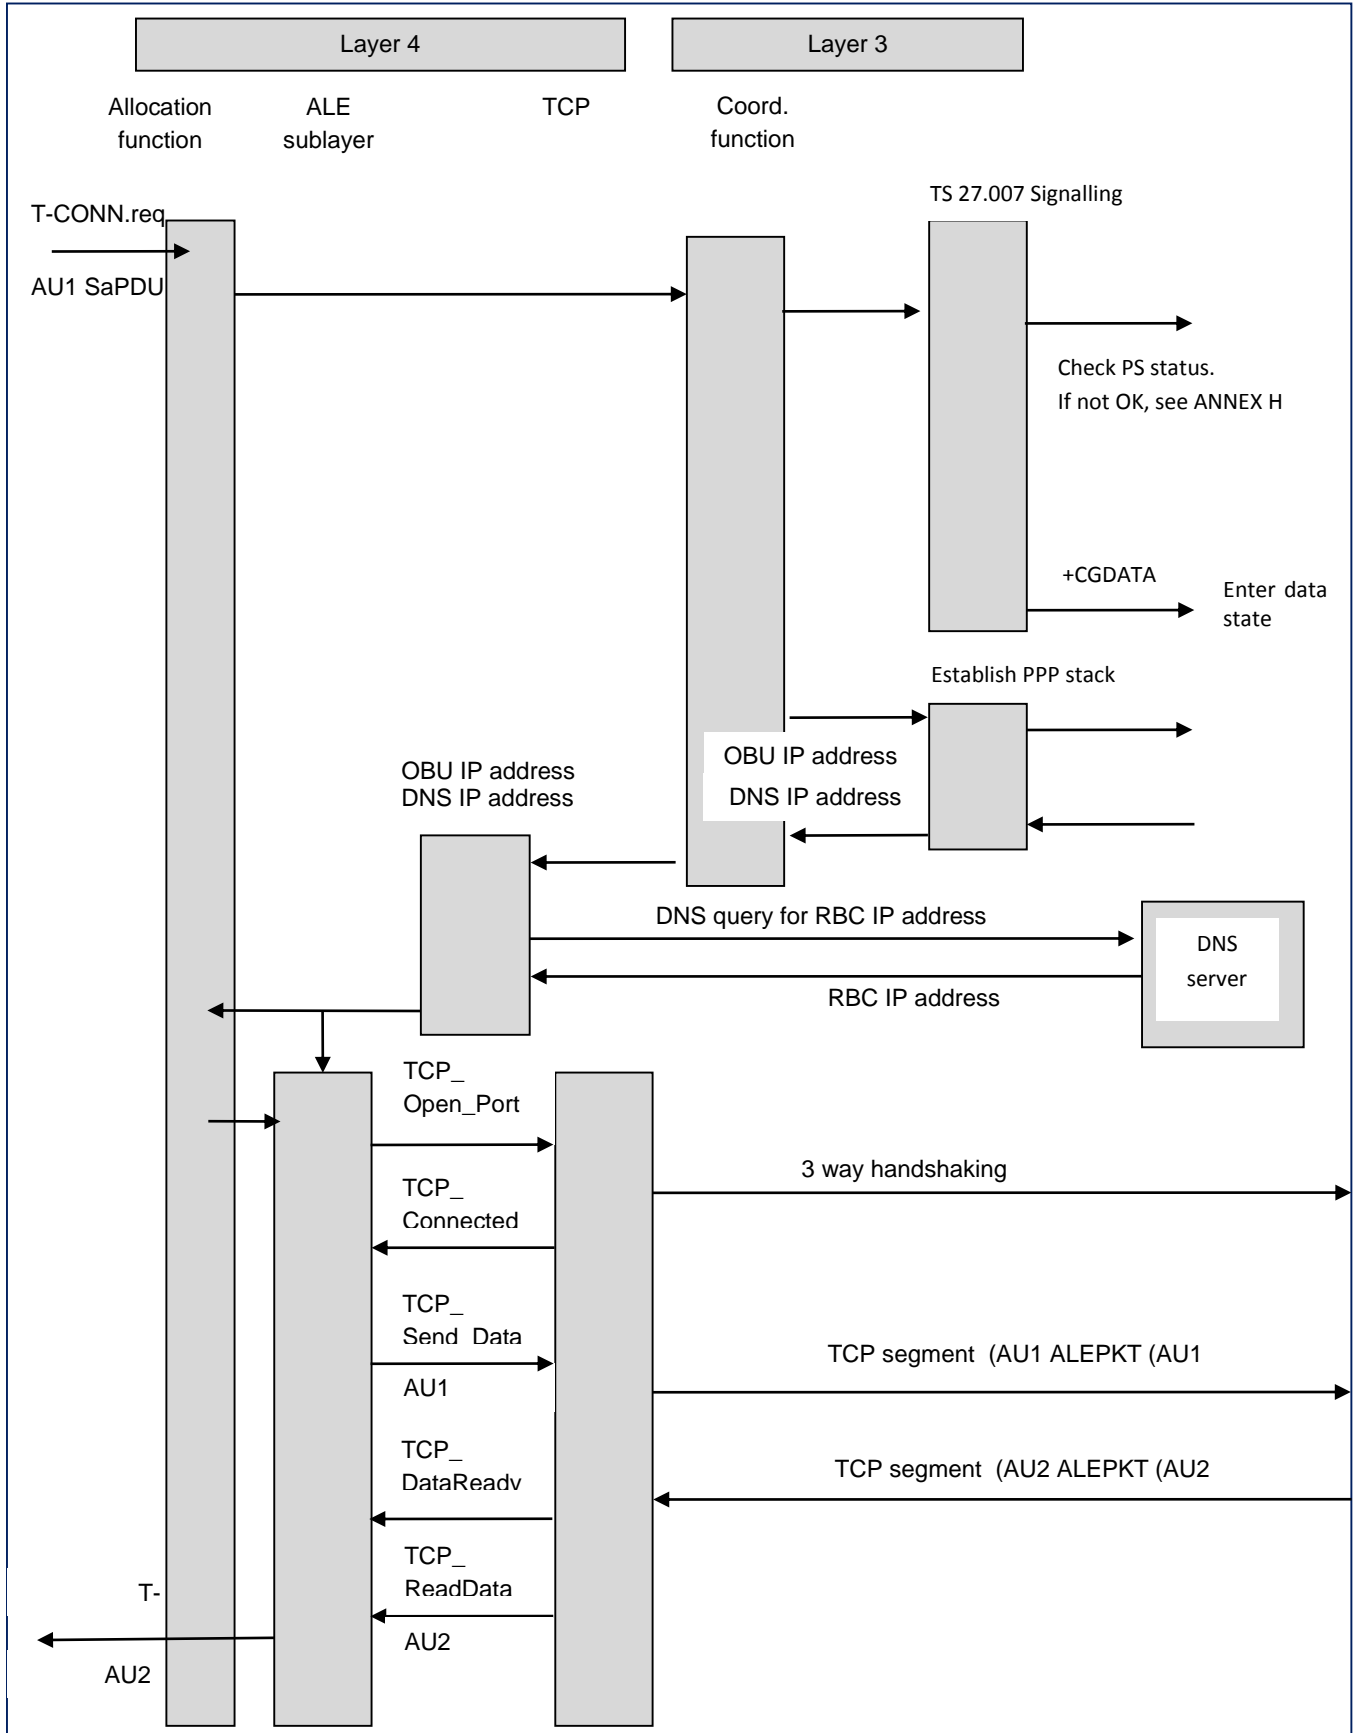 Layer 4
Layer 3
Allocation
function
ALE
sublayer
TCP
Coord.
function
TS 27.007 Signalling
T-CONN.req
AU1 SaPDU
Check PS status.
If not OK, see ANNEX H
+CGDATA
Enter data
state
Establish PPP stack
OBU IP address
DNS IP address
OBU IP address
DNS IP address
DNS query for RBC IP address
DNS
server
RBC IP address
TCP_
Open_Port
3 way handshaking
TCP_
Connected
TCP_
Send_Data
AU1
TCP segment (AU1 ALEPKT (AU1
TCP_
DataReady
TCP segment (AU2 ALEPKT (AU2
TCP_
ReadData
AU2
T-
AU2